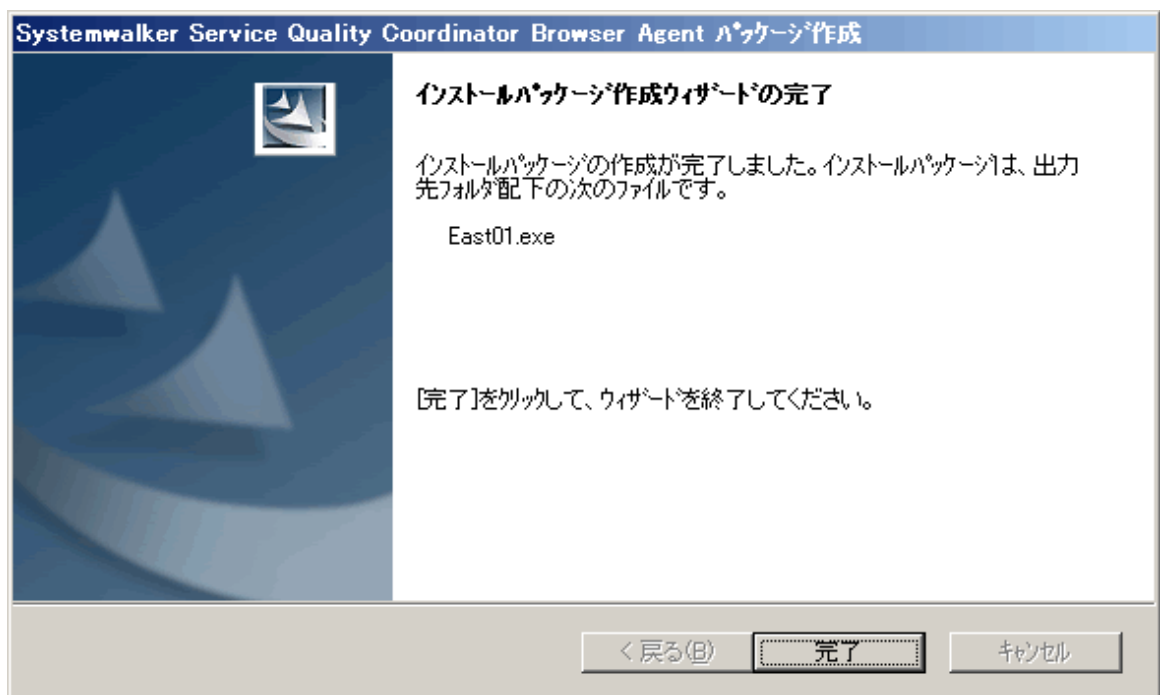 Systemwalker Service Quality Coordinator Browser Agent ﾊﾟｯｹｰｼﾞ作成
ｲﾝｽﾄｰﾙﾊﾟｯｹｰｼﾞ作成ｳｨｻﾞｰﾄﾞの完了
ｲﾝｽﾄｰﾙﾊﾟｯｹｰｼﾞの作成が完了しました。ｲﾝｽﾄｰﾙﾊﾟｯｹｰｼﾞは、出力
先ﾌｫﾙﾀﾞ配下の次のﾌｧｲﾙです。
East01.exe
[完了]をｸﾘｯｸして、ｳｨｻﾞｰﾄﾞを終了してください。
< 戻る(B) 完了 ｷｬﾝｾﾙ